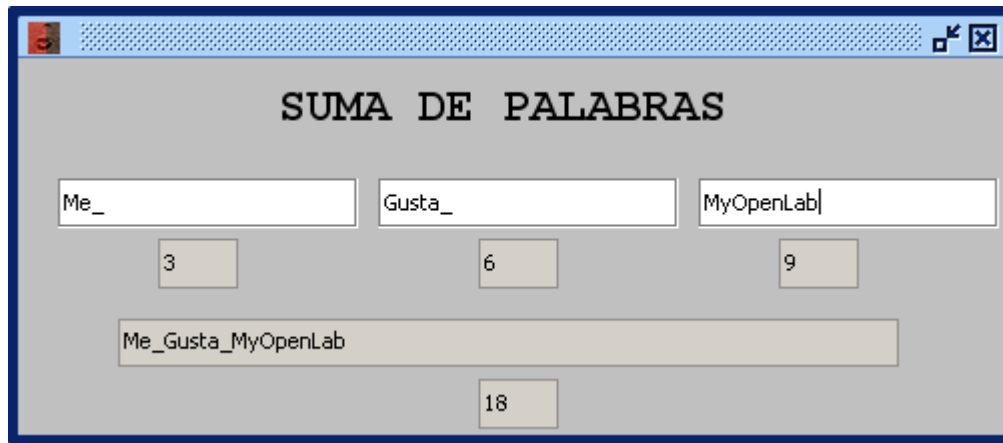 SUMA DE PALABRAS
Me_ Gusta_ MyOpenLab
3 6 9
Me_Gusta_MyOpenLab
18